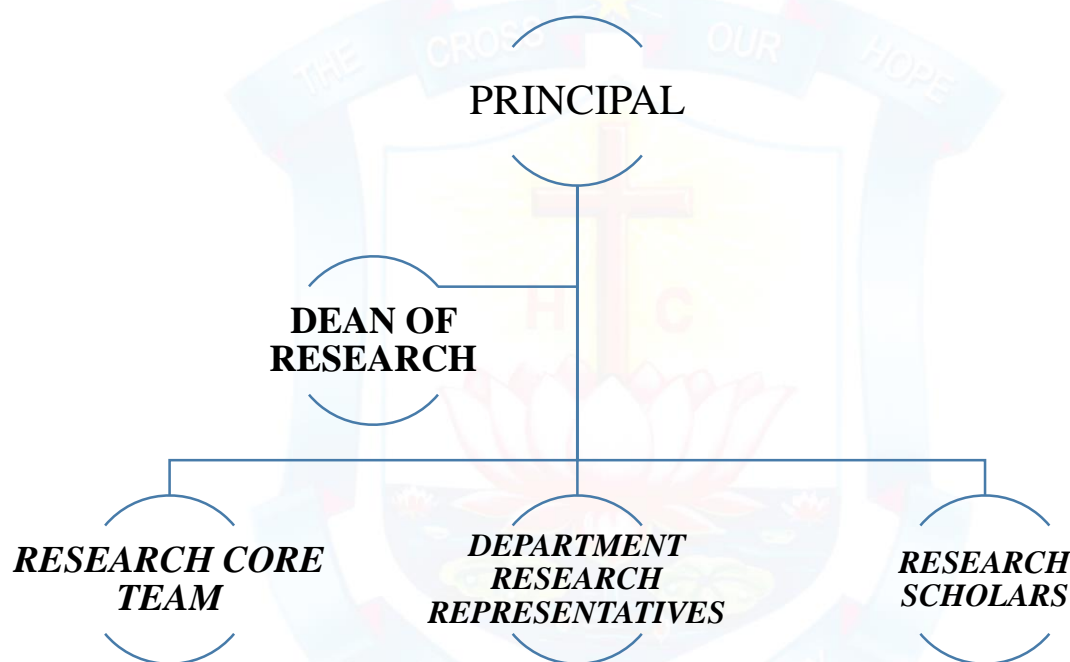 THE CROSS OUR HOPE
PRINCIPAL
H C
DEAN OF
RESEARCH
RESEARCH CORE
TEAM
DEPARTMENT
RESEARCH
REPRESENTATIVES
RESEARCH
SCHOLARS